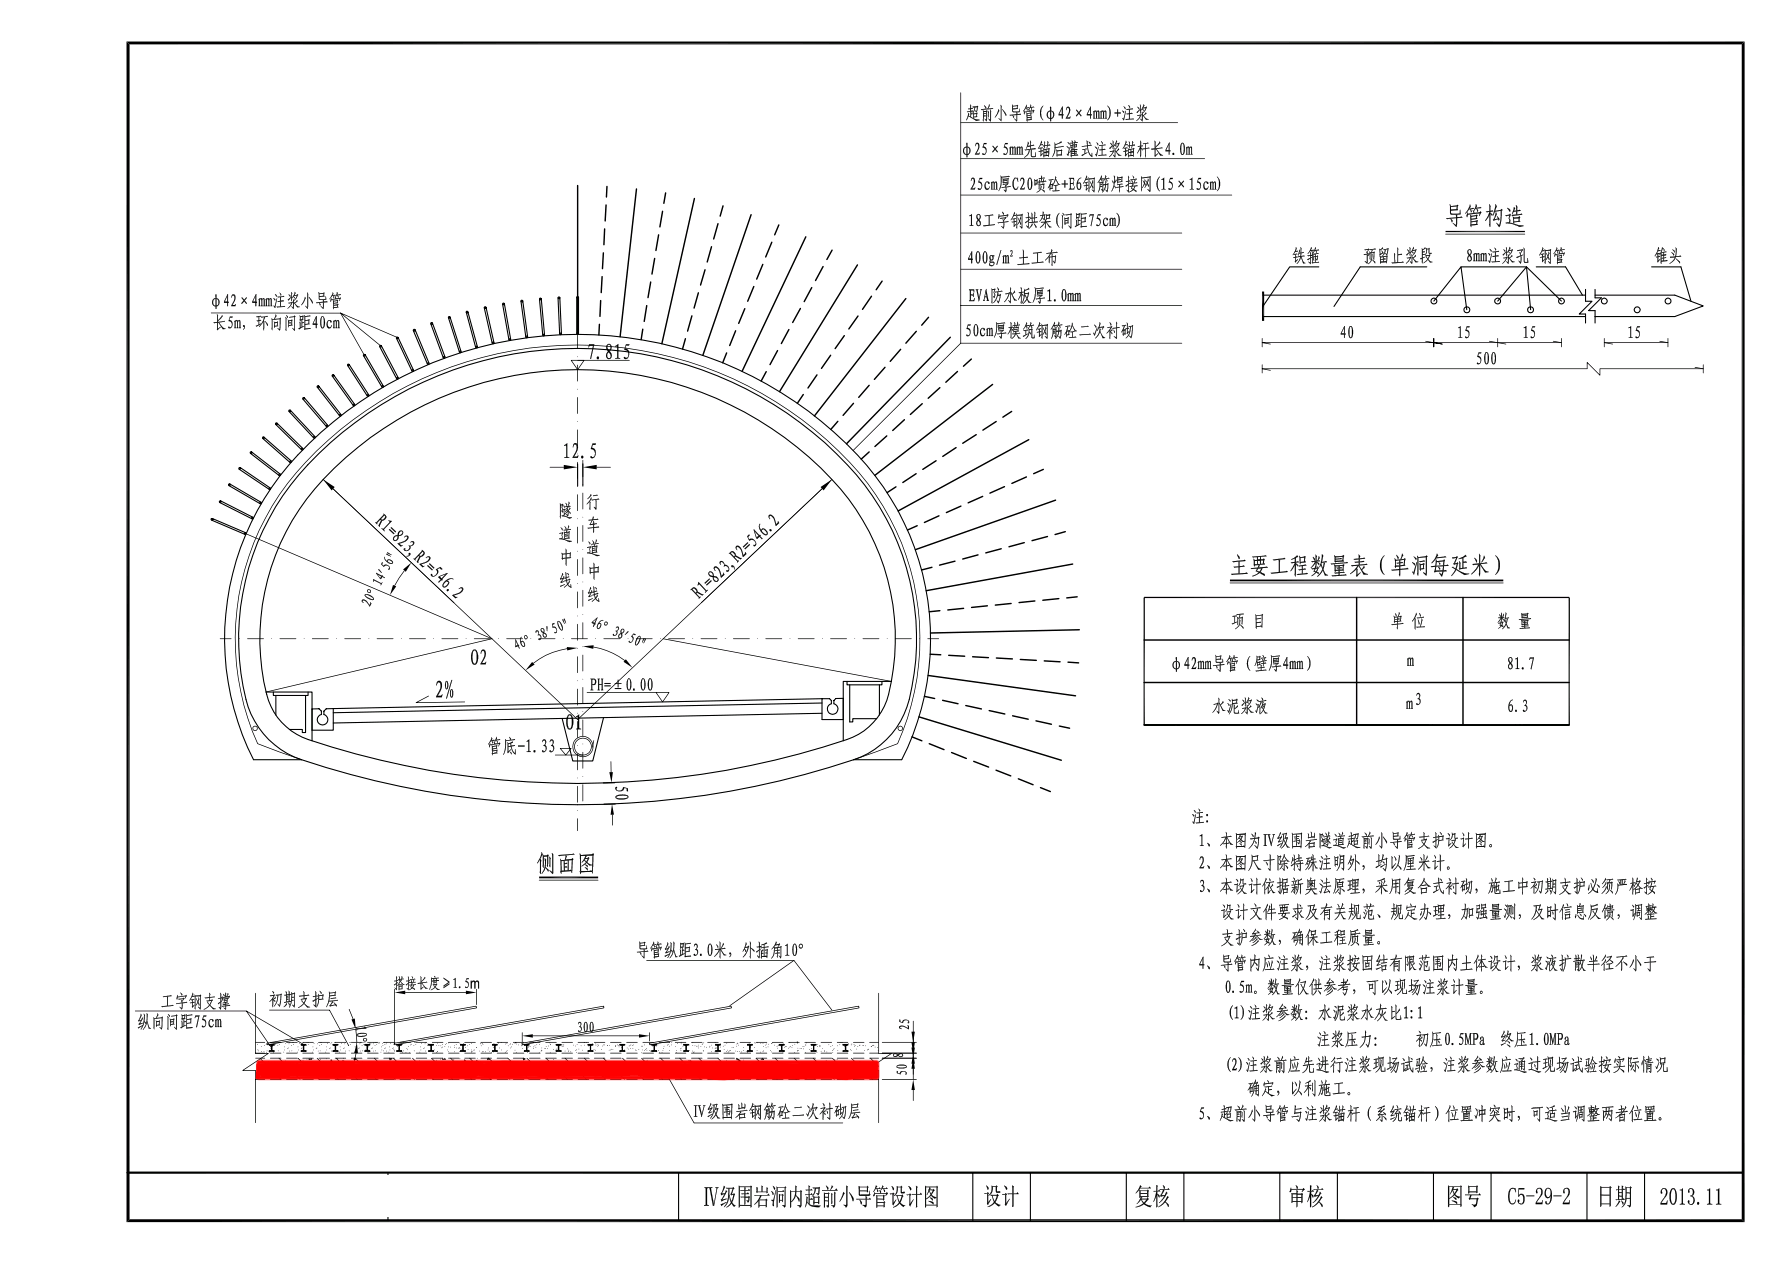 超前小导管(ф42×4mm)+注浆
ф25×5mm先锚后灌式注浆锚杆长4.0m
25cm厚C20喷砼+E6钢筋焊接网(15×15cm)
18工字钢拱架(间距75cm)
400g/m²土工布
EVA防水板厚1.0mm
50cm厚模筑钢筋砼二次衬砌
ф42×4mm注浆小导管
长5m，环向间距40cm
7.815
12.5
隧道中线
行车道中线
R1=823,R2=546.2
R1=823,R2=546.2
20° 14′56″
46° 38′50″
46° 38′50″
O2
2%
PH=±0.00
O1
管底-1.33
50
侧面图
导管构造
铁箍
预留止浆段
8mm注浆孔
钢管
锥头
40
15
15
15
500
主要工程数量表（单洞每延米）
项 目 单 位 数 量
ф42mm导管（壁厚4mm） m 81.7
水泥浆液 m³ 6.3
导管纵距3.0米，外插角10°
搭接长度≥1.5m
工字钢支撑
纵向间距75cm
初期支护层
10°
300
25
8
50
Ⅳ级围岩钢筋砼二次衬砌层
注：
1、本图为Ⅳ级围岩隧道超前小导管支护设计图。
2、本图尺寸除特殊注明外，均以厘米计。
3、本设计依据新奥法原理，采用复合式衬砌，施工中初期支护必须严格按
设计文件要求及有关规范、规定办理，加强量测，及时信息反馈，调整
支护参数，确保工程质量。
4、导管内应注浆，注浆按固结有限范围内土体设计，浆液扩散半径不小于
0.5m。数量仅供参考，可以现场注浆计量。
(1)注浆参数：水泥浆水灰比1:1
注浆压力： 初压0.5MPa 终压1.0MPa
(2)注浆前应先进行注浆现场试验，注浆参数应通过现场试验按实际情况
确定，以利施工。
5、超前小导管与注浆锚杆（系统锚杆）位置冲突时，可适当调整两者位置。
Ⅳ级围岩洞内超前小导管设计图 设计 复核 审核 图号 C5-29-2 日期 2013.11